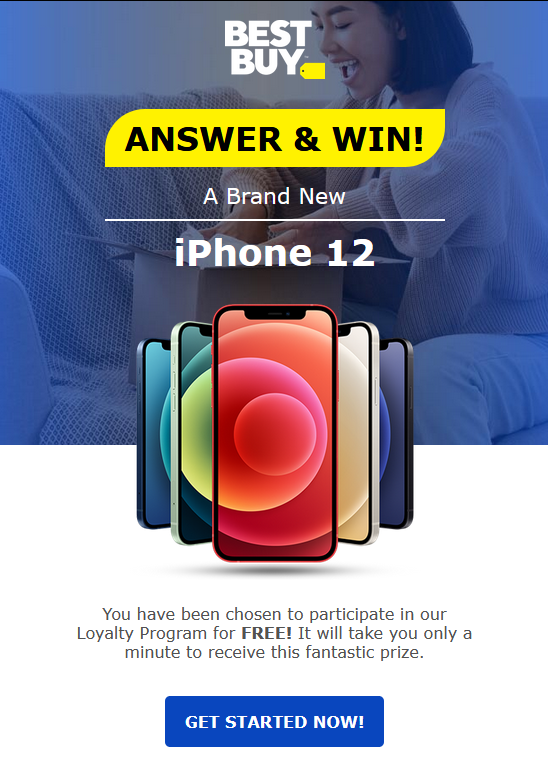 BEST
BUY
ANSWER & WIN!
A Brand New
iPhone 12
You have been chosen to participate in our
Loyalty Program for FREE! It will take you only a
minute to receive this fantastic prize.
GET STARTED NOW!